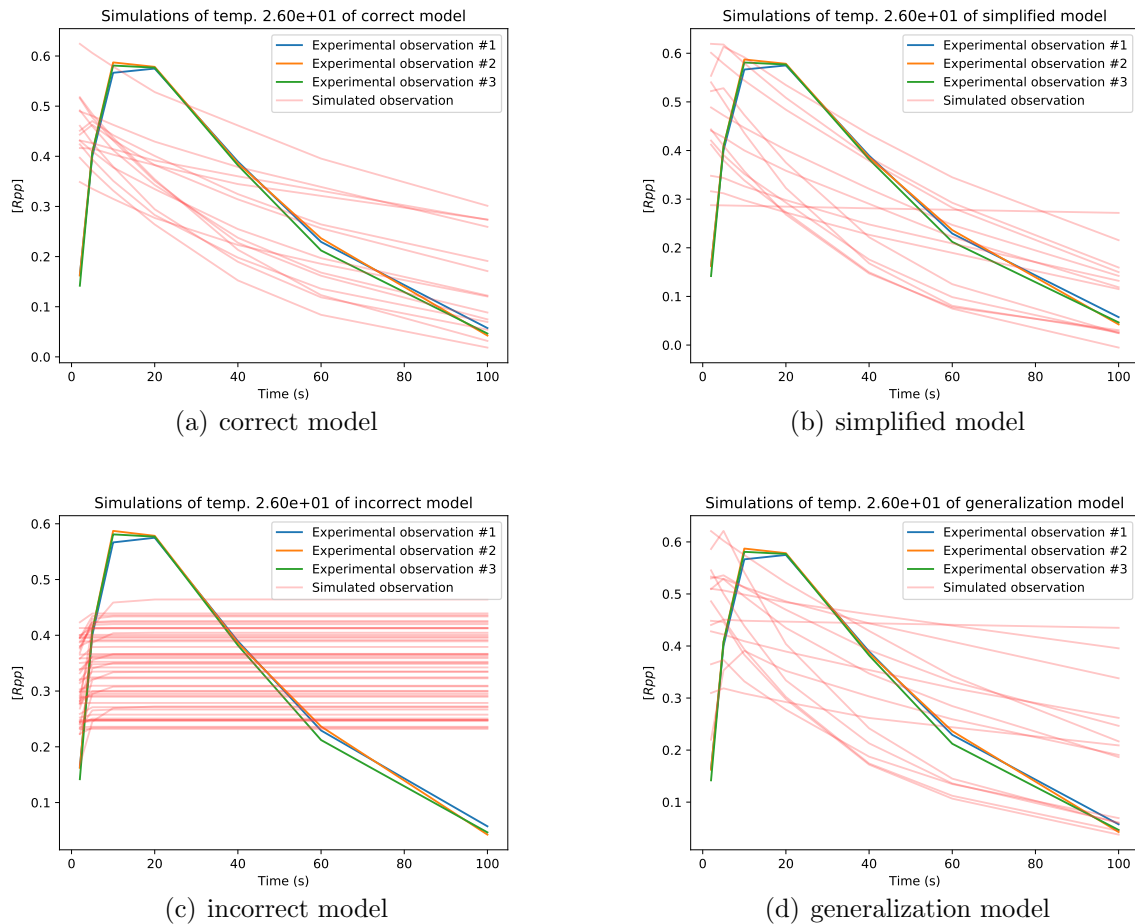 Simulations of temp. 2.60e+01 of correct model
Experimental observation #1
Experimental observation #2
Experimental observation #3
Simulated observation
[Rpp]
0.6
0.5
0.4
0.3
0.2
0.1
0.0
0 20 40 60 80 100
Time (s)
(a) correct model
Simulations of temp. 2.60e+01 of simplified model
Experimental observation #1
Experimental observation #2
Experimental observation #3
Simulated observation
[Rpp]
0.6
0.5
0.4
0.3
0.2
0.1
0.0
0 20 40 60 80 100
Time (s)
(b) simplified model
Simulations of temp. 2.60e+01 of incorrect model
Experimental observation #1
Experimental observation #2
Experimental observation #3
Simulated observation
[Rpp]
0.6
0.5
0.4
0.3
0.2
0.1
0 20 40 60 80 100
Time (s)
(c) incorrect model
Simulations of temp. 2.60e+01 of generalization model
Experimental observation #1
Experimental observation #2
Experimental observation #3
Simulated observation
[Rpp]
0.6
0.5
0.4
0.3
0.2
0.1
0 20 40 60 80 100
Time (s)
(d) generalization model